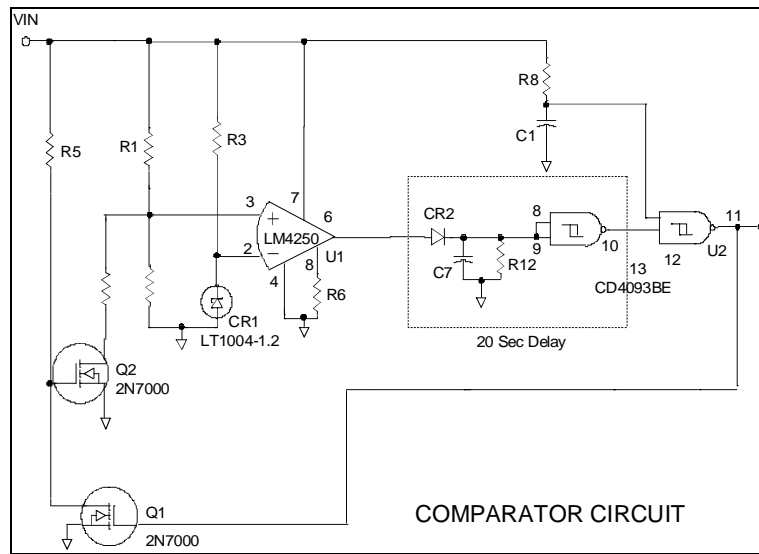 VIN
R8
C1
R5
R1
R3
3
7
6
+
LM4250
2
−
U1
4
8
R6
CR1
LT1004-1.2
CR2
8
9
10
C7
R12
13
12
11
U2
CD4093BE
20 Sec Delay
Q2
2N7000
Q1
2N7000
COMPARATOR CIRCUIT